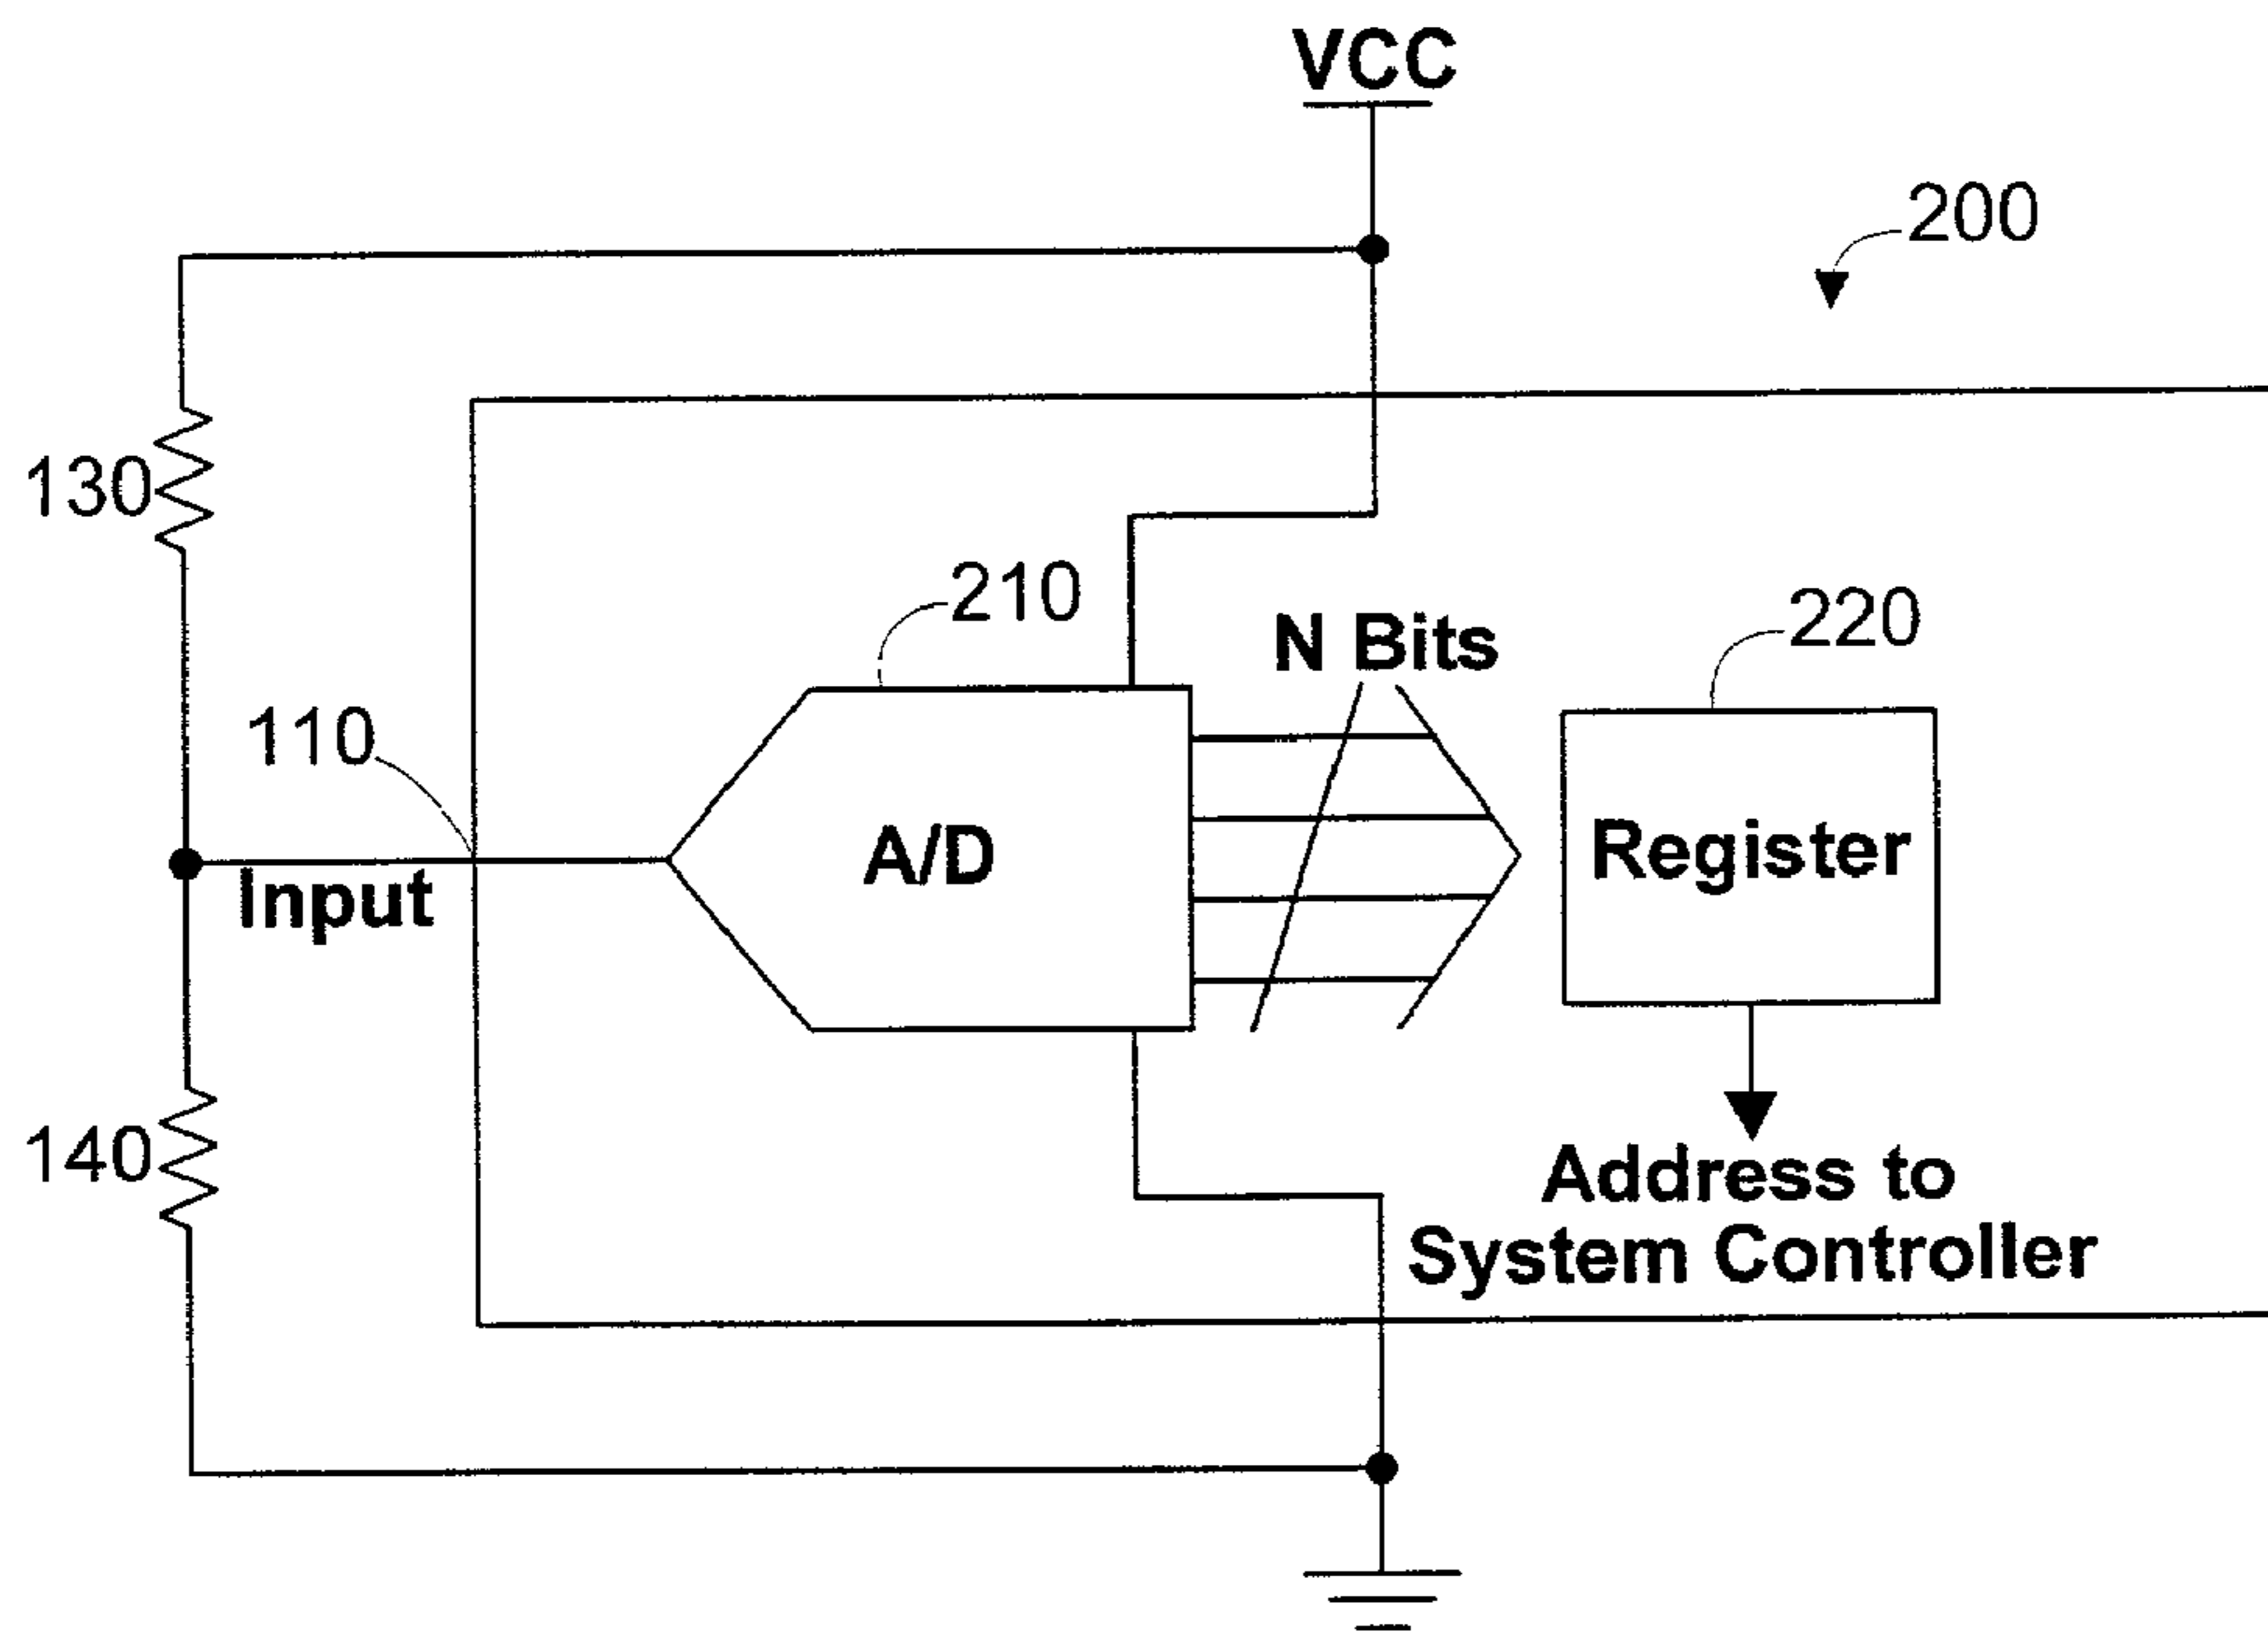 VCC
200
130
210
N Bits
220
110
A/D
Register
Input
140
Address to
System Controller